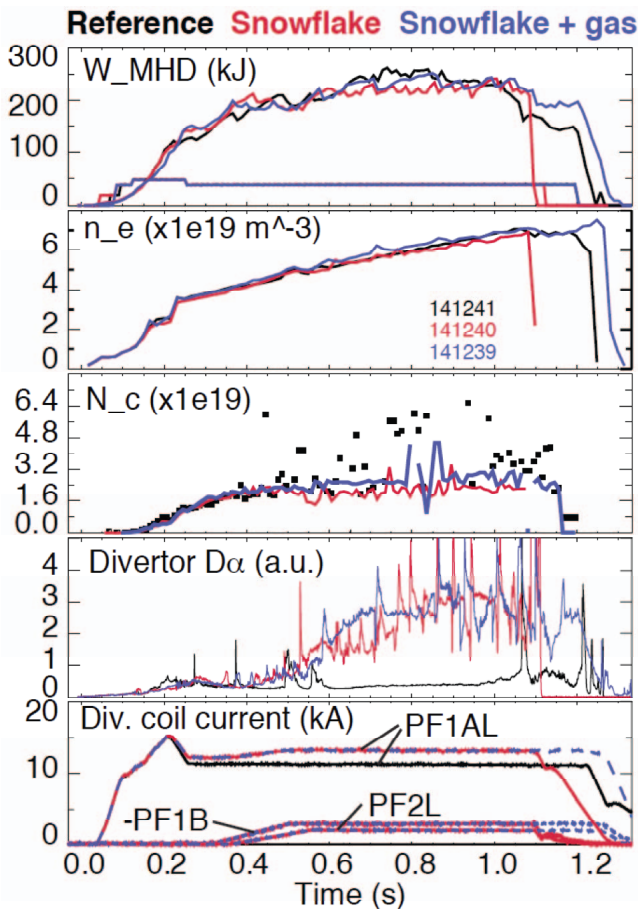 Reference Snowflake Snowflake + gas
W_MHD (kJ)
300
200
100
0
n_e (x1e19 m^-3)
6
4
2
0
141241
141240
141239
N_c (x1e19)
6.4
4.8
3.2
1.6
0.0
Divertor Dα (a.u.)
4
3
2
1
0
Div. coil current (kA)
20
10
0
PF1AL
-PF1B
PF2L
0.0 0.2 0.4 0.6 0.8 1.0 1.2
Time (s)